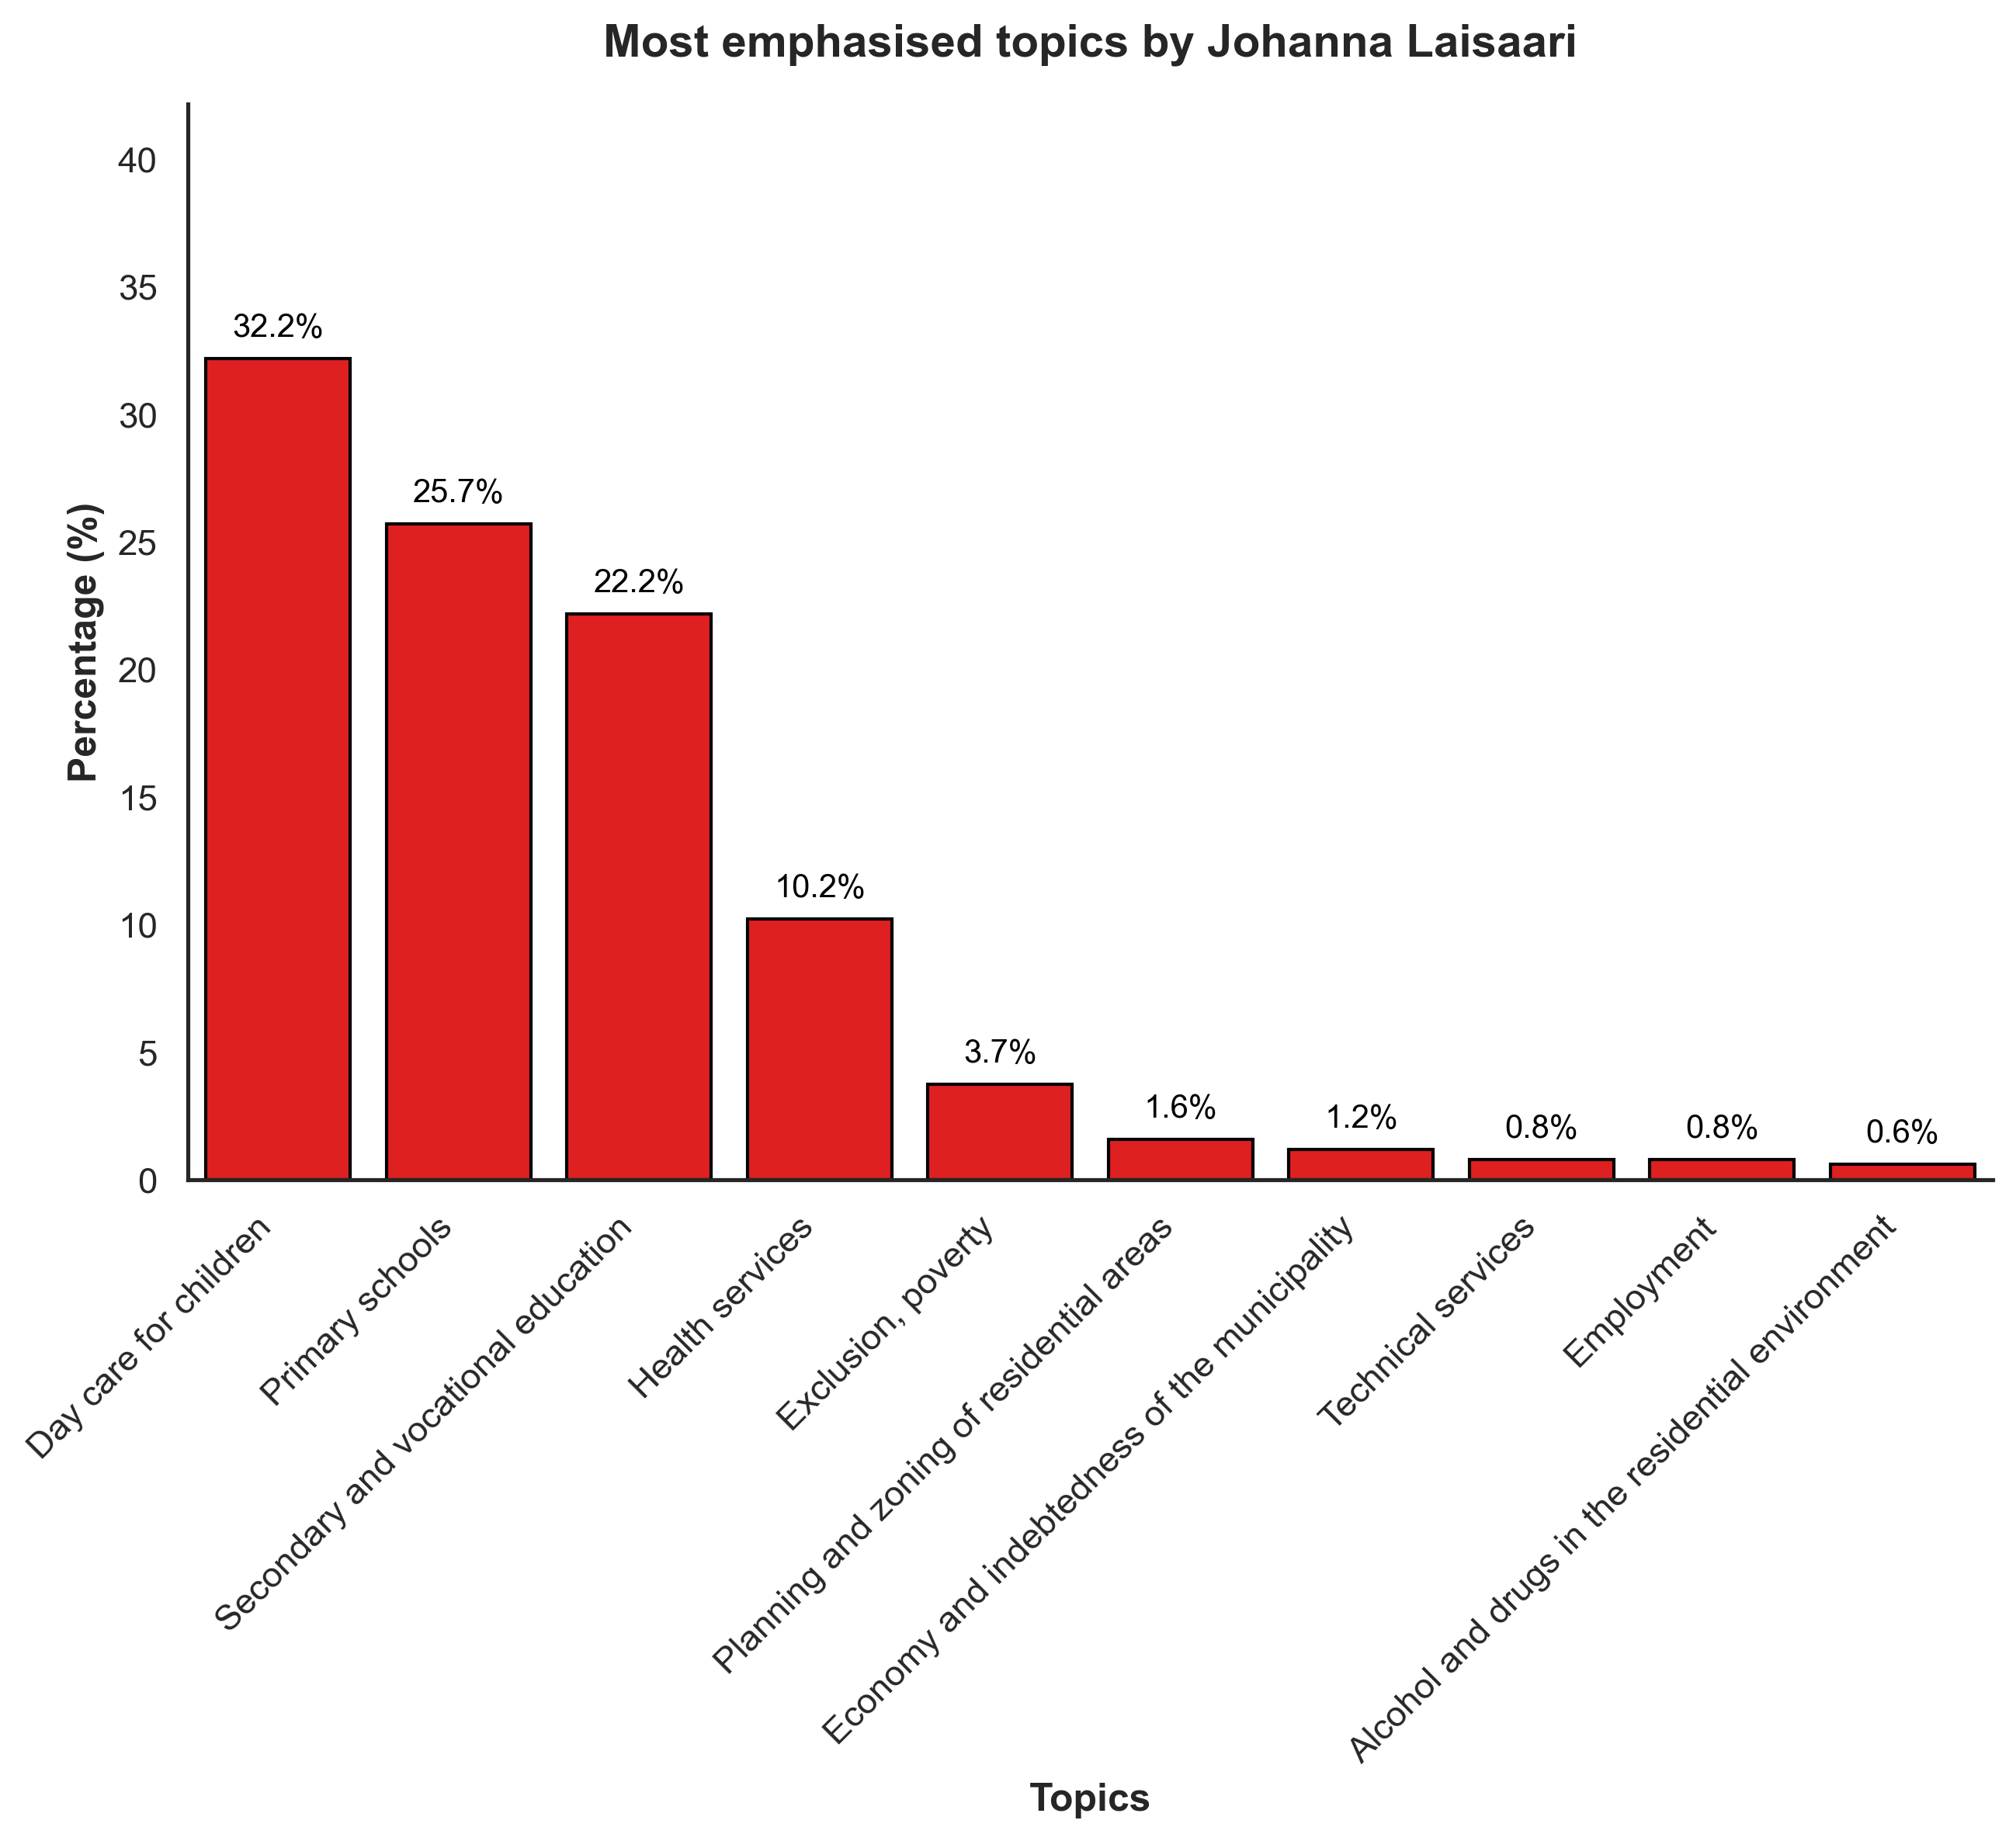 Most emphasised topics by Johanna Laisaari
Percentage (%)
40
35
30
25
20
15
10
5
0
32.2%
25.7%
22.2%
10.2%
3.7%
1.6%
1.2%
0.8%
0.8%
0.6%
Day care for children
Primary schools
Secondary and vocational education
Health services
Exclusion, poverty
Planning and zoning of residential areas
Economy and indebtedness of the municipality
Technical services
Employment
Alcohol and drugs in the residential environment
Topics